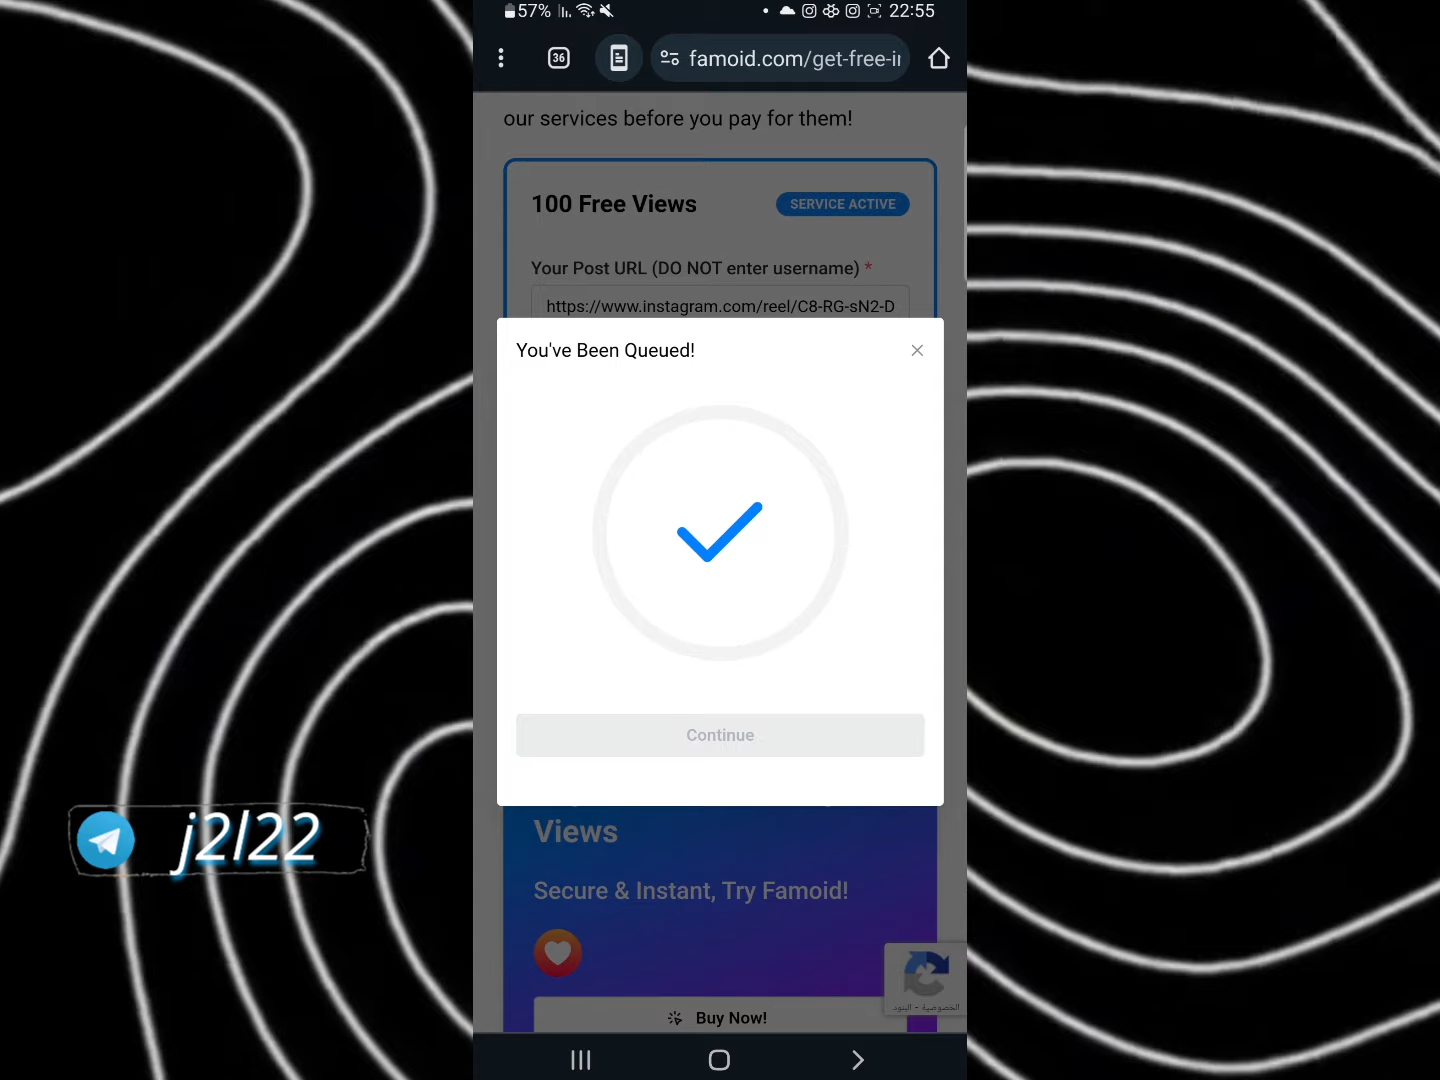 57%
22:55
36
famoid.com/get-free-i
our services before you pay for them!
100 Free Views
SERVICE ACTIVE
Your Post URL (DO NOT enter username) *
https://www.instagram.com/reel/C8-RG-sN2-D
You've Been Queued!
Continue
Views
j2l22
Secure & Instant, Try Famoid!
الخصوصية - البنود
Buy Now!